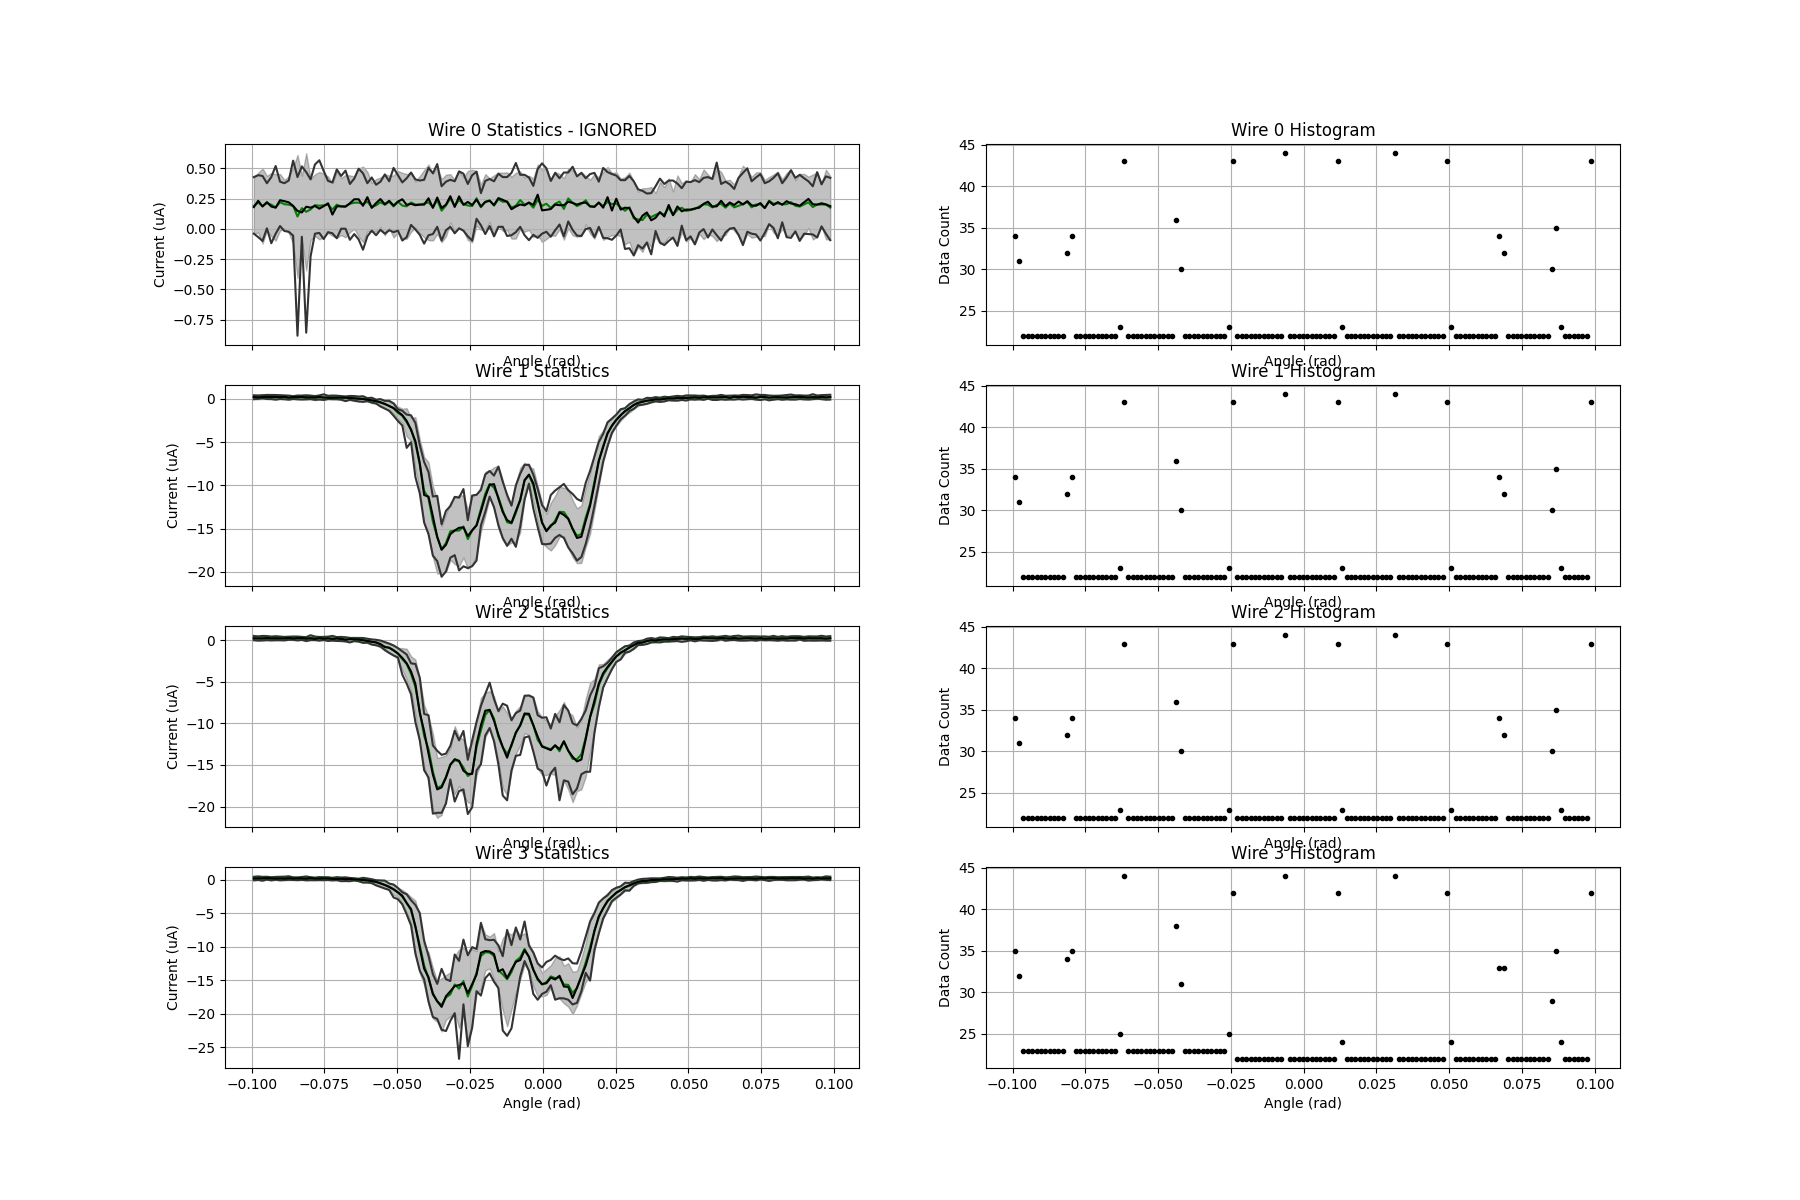 Wire 0 Statistics - IGNORED
Current (uA)
0.50
0.25
0.00
−0.25
−0.50
−0.75
Angle (rad)
Wire 0 Histogram
Data Count
45
40
35
30
25
Angle (rad)
Wire 1 Statistics
Current (uA)
0
−5
−10
−15
−20
Angle (rad)
Wire 1 Histogram
Data Count
45
40
35
30
25
Angle (rad)
Wire 2 Statistics
Current (uA)
0
−5
−10
−15
−20
Angle (rad)
Wire 2 Histogram
Data Count
45
40
35
30
25
Angle (rad)
Wire 3 Statistics
Current (uA)
0
−5
−10
−15
−20
−25
−0.100 −0.075 −0.050 −0.025 0.000 0.025 0.050 0.075 0.100
Angle (rad)
Wire 3 Histogram
Data Count
45
40
35
30
25
−0.100 −0.075 −0.050 −0.025 0.000 0.025 0.050 0.075 0.100
Angle (rad)